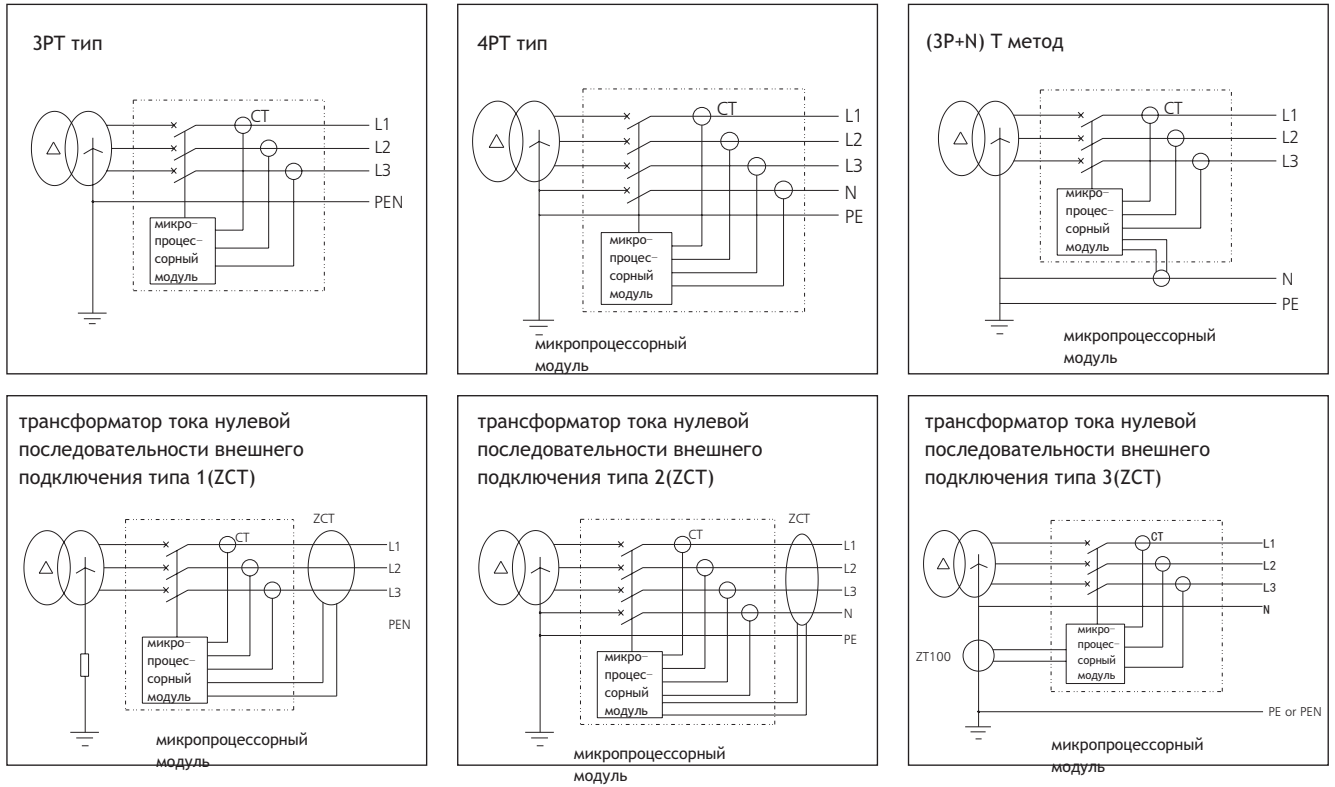 3PT тип
CT
L1
L2
L3
PEN
микро-
процес-
сорный
модуль
4PT тип
CT
L1
L2
L3
N
PE
микро-
процес-
сорный
модуль
микропроцессорный
модуль
(3P+N) T метод
CT
L1
L2
L3
микро-
процес-
сорный
модуль
N
PE
микропроцессорный
модуль
трансформатор тока нулевой
последовательности внешнего
подключения типа 1(ZCT)
ZCT
CT
L1
L2
L3
PEN
микро-
процес-
сорный
модуль
микропроцессорный
модуль
трансформатор тока нулевой
последовательности внешнего
подключения типа 2(ZCT)
ZCT
CT
L1
L2
L3
N
PE
микро-
процес-
сорный
модуль
микропроцессорный
модуль
трансформатор тока нулевой
последовательности внешнего
подключения типа 3(ZCT)
CT
L1
L2
L3
N
микро-
процес-
сорный
модуль
ZT100
PE or PEN
микропроцессорный
модуль